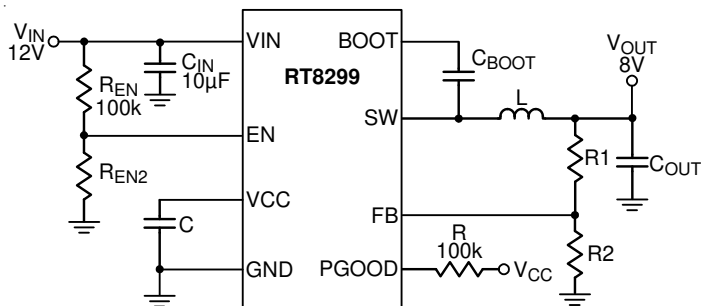 VIN
12V
CIN
10μF
REN
100k
REN2
C
VIN
EN
VCC
GND
RT8299
BOOT
SW
FB
PGOOD
CBOOT
L
VOUT
8V
R1
COUT
R2
R
100k
VCC